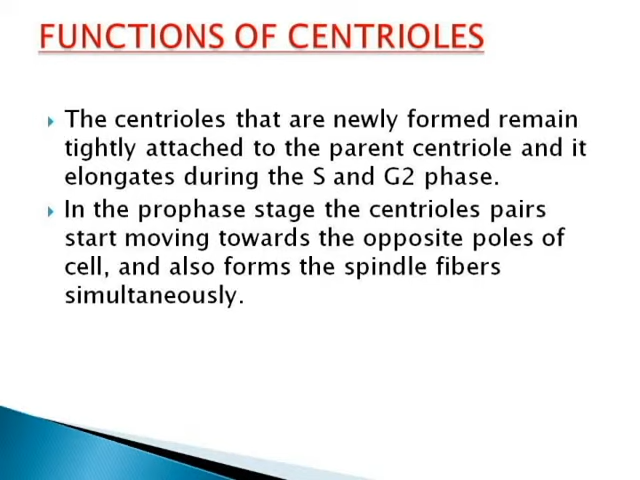 FUNCTIONS OF CENTRIOLES
The centrioles that are newly formed remain
tightly attached to the parent centriole and it
elongates during the S and G2 phase.
In the prophase stage the centrioles pairs
start moving towards the opposite poles of
cell, and also forms the spindle fibers
simultaneously.